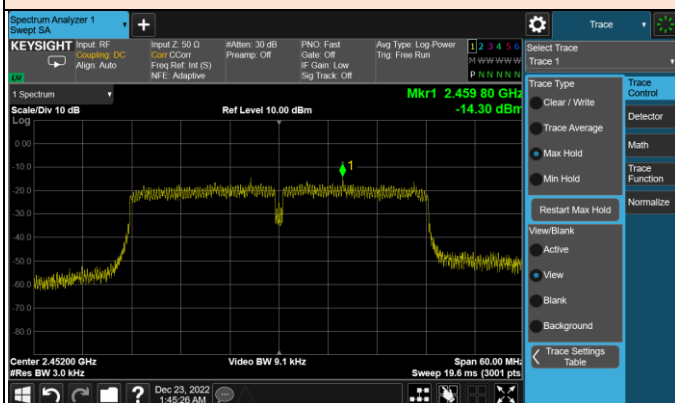 Spectrum Analyzer 1
Swept SA
+
Trace
KEYSIGHT
Input: RF
Coupling: DC
Align: Auto
Input Z: 50 Ω
Corr CCorr
Freq Ref: Int (S)
NFE: Adaptive
#Atten: 30 dB
Preamp: Off
PNO: Fast
Gate: Off
IF Gain: Low
Sig Track: Off
Avg Type: Log-Power
Trig: Free Run
1 2 3 4 5 6
M W W W W W
P N N N N N
LXI
Select Trace
Trace 1
1 Spectrum
Mkr1 2.459 80 GHz
Scale/Div 10 dB
Ref Level 10.00 dBm
-14.30 dBm
Log
0.00
-10.0
-20.0
-30.0
-40.0
-50.0
-60.0
-70.0
-80.0
1
Center 2.45200 GHz
Video BW 9.1 kHz
Span 60.00 MHz
#Res BW 3.0 kHz
Sweep 19.6 ms (3001 pts)
Trace Type
Clear / Write
Trace Average
Max Hold
Min Hold
Restart Max Hold
View/Blank
Active
View
Blank
Background
Trace Settings
Table
Trace
Control
Detector
Math
Trace
Function
Normalize
?
Dec 23, 2022
1:45:26 AM